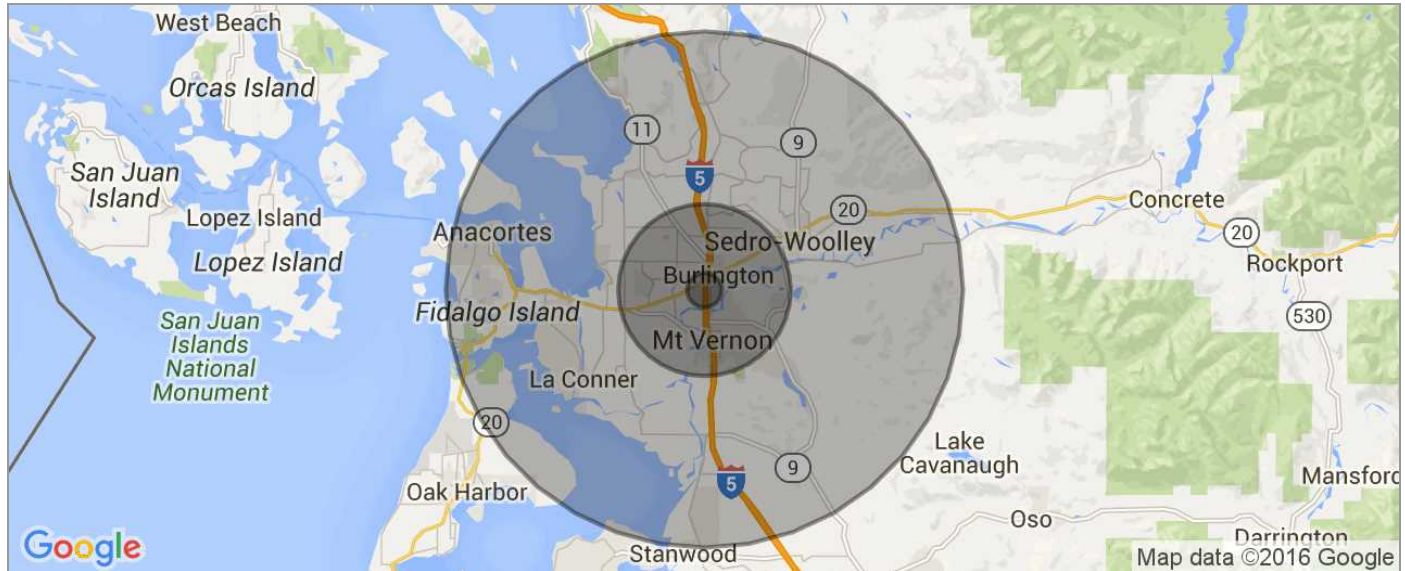 West Beach
Orcas Island
11
9
5
San Juan
Island
Concrete
20
Lopez Island
Anacortes
Sedro-Woolley
20
Lopez Island
Rockport
Burlington
Fidalgo Island
San Juan
Islands
National
Monument
530
Mt Vernon
La Conner
20
Lake
Cavanaugh
9
Mansford
5
Oak Harbor
Oso
Darrington
Google
Stanwood
Map data ©2016 Google